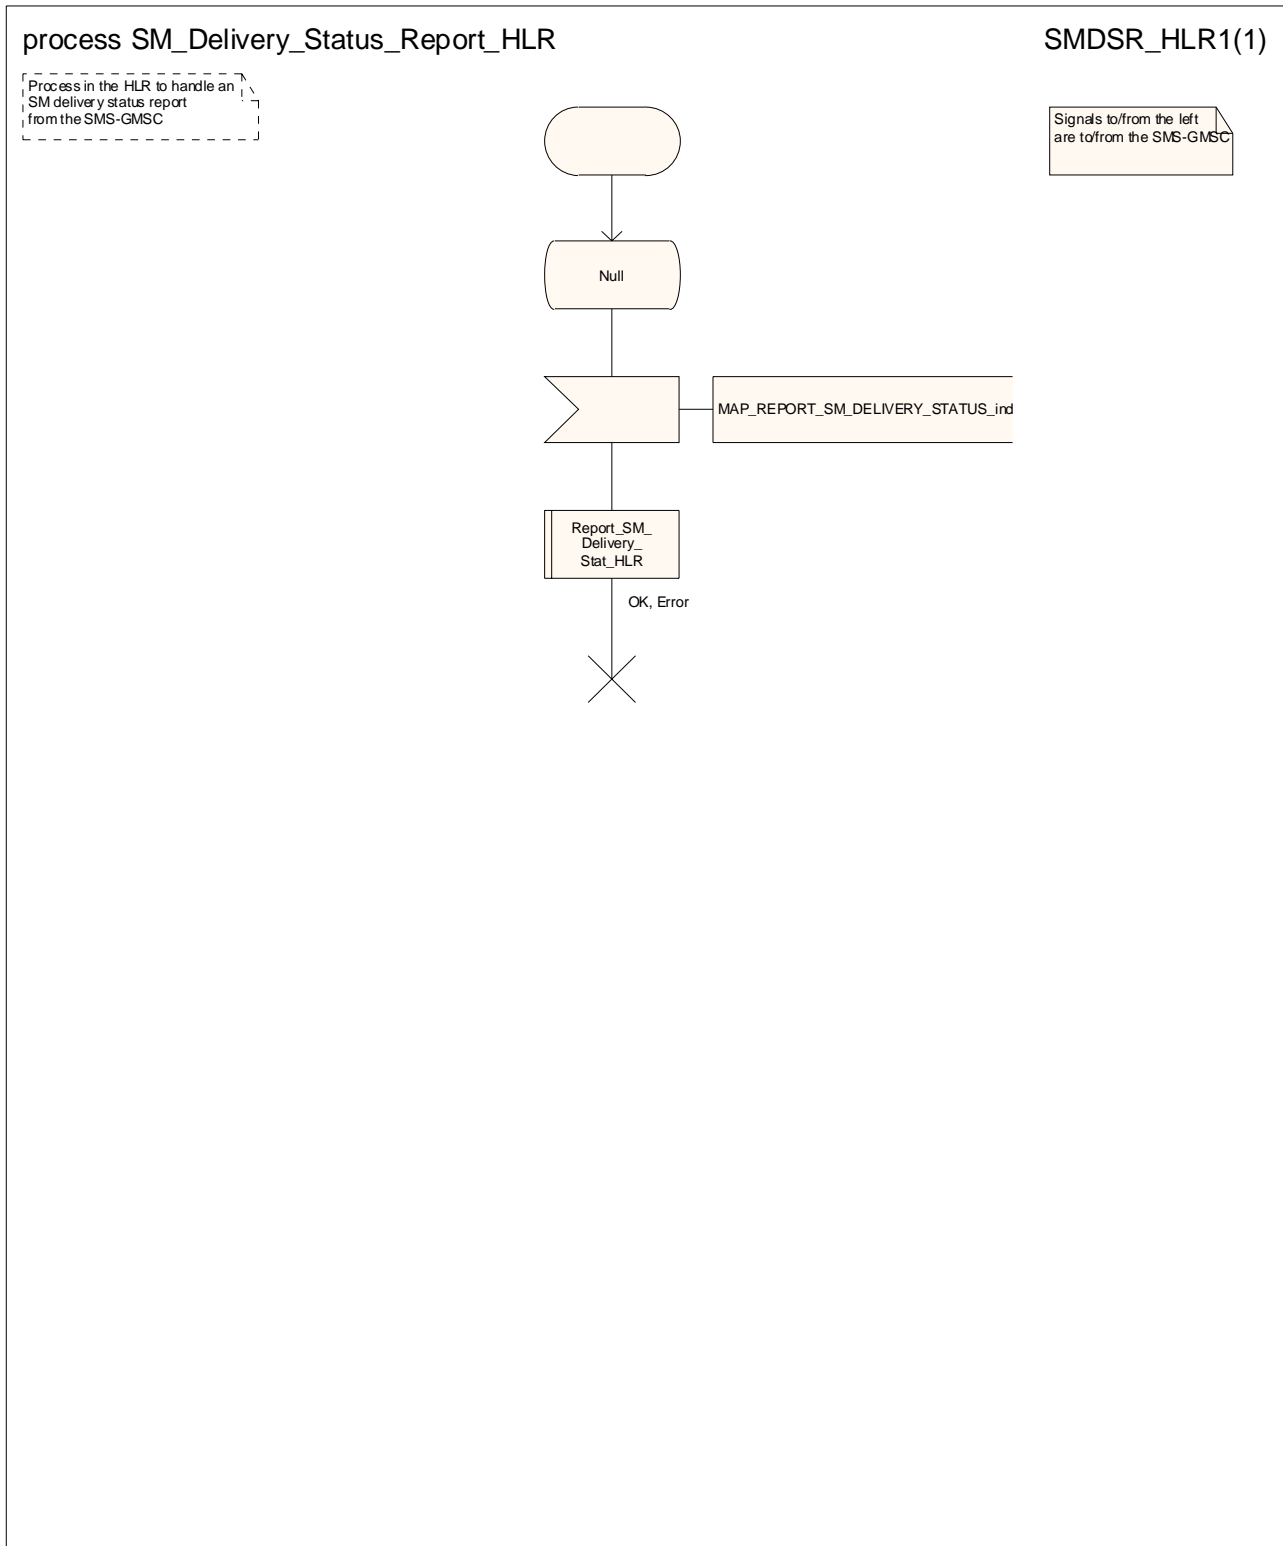 process SM_Delivery_Status_Report_HLR
SMDSR_HLR1(1)
Process in the HLR to handle an
SM delivery status report
from the SMS-GMSC
Signals to/from the left
are to/from the SMS-GMSC
Null
MAP_REPORT_SM_DELIVERY_STATUS_ind
Report_SM_
Delivery_
Stat_HLR
OK, Error